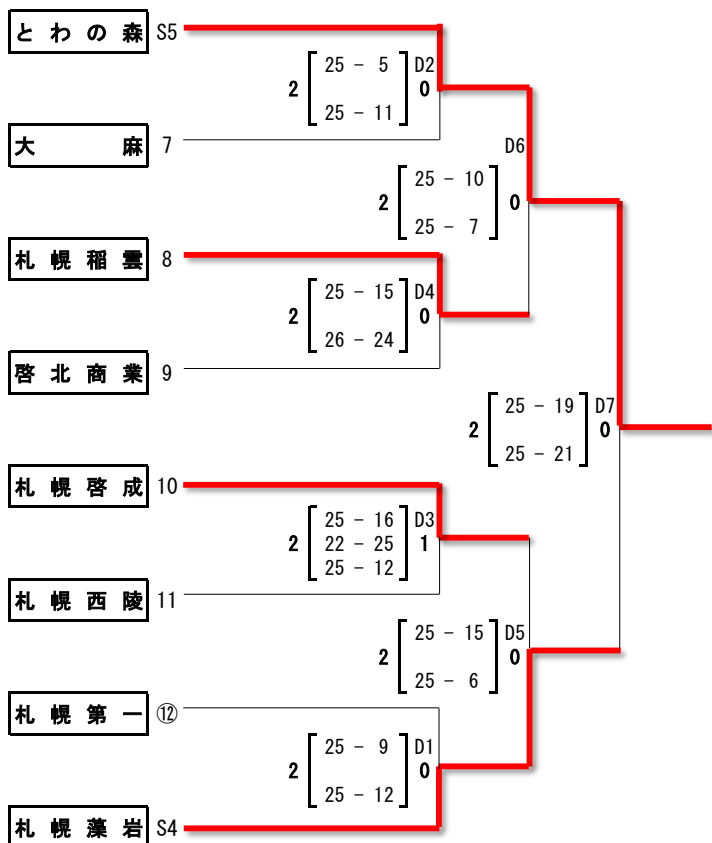 とわの森 S5
25 - 5 D2
2 0
25 - 11
大麻 7
D6
25 - 10
2 0
25 - 7
札幌稲雲 8
25 - 15 D4
2 0
26 - 24
啓北商業 9
25 - 19 D7
2 0
25 - 21
札幌啓成 10
25 - 16 D3
2 22 - 25 1
25 - 12
札幌西陵 11
25 - 15 D5
2 0
25 - 6
札幌第一 ⑫
25 - 9 D1
2 0
25 - 12
札幌藻岩 S4